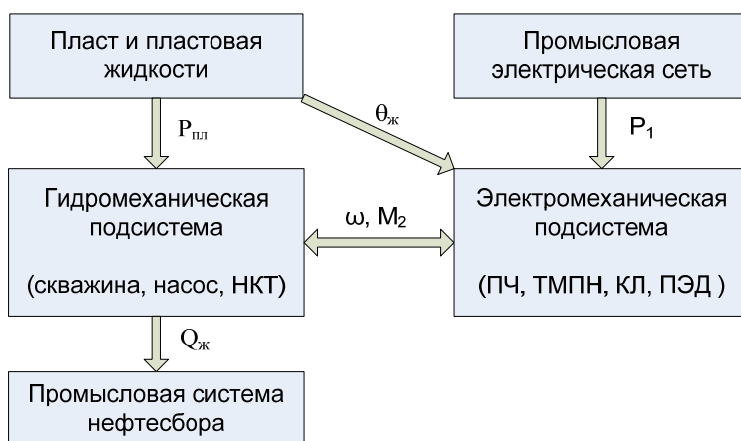 Пласт и пластовая
жидкости
Промысловая
электрическая сеть
Pпл
θж
P1
Гидромеханическая
подсистема
(скважина, насос, НКТ)
ω, M2
Электромеханическая
подсистема
(ПЧ, ТМПН, КЛ, ПЭД )
Qж
Промысловая система
нефтесбора